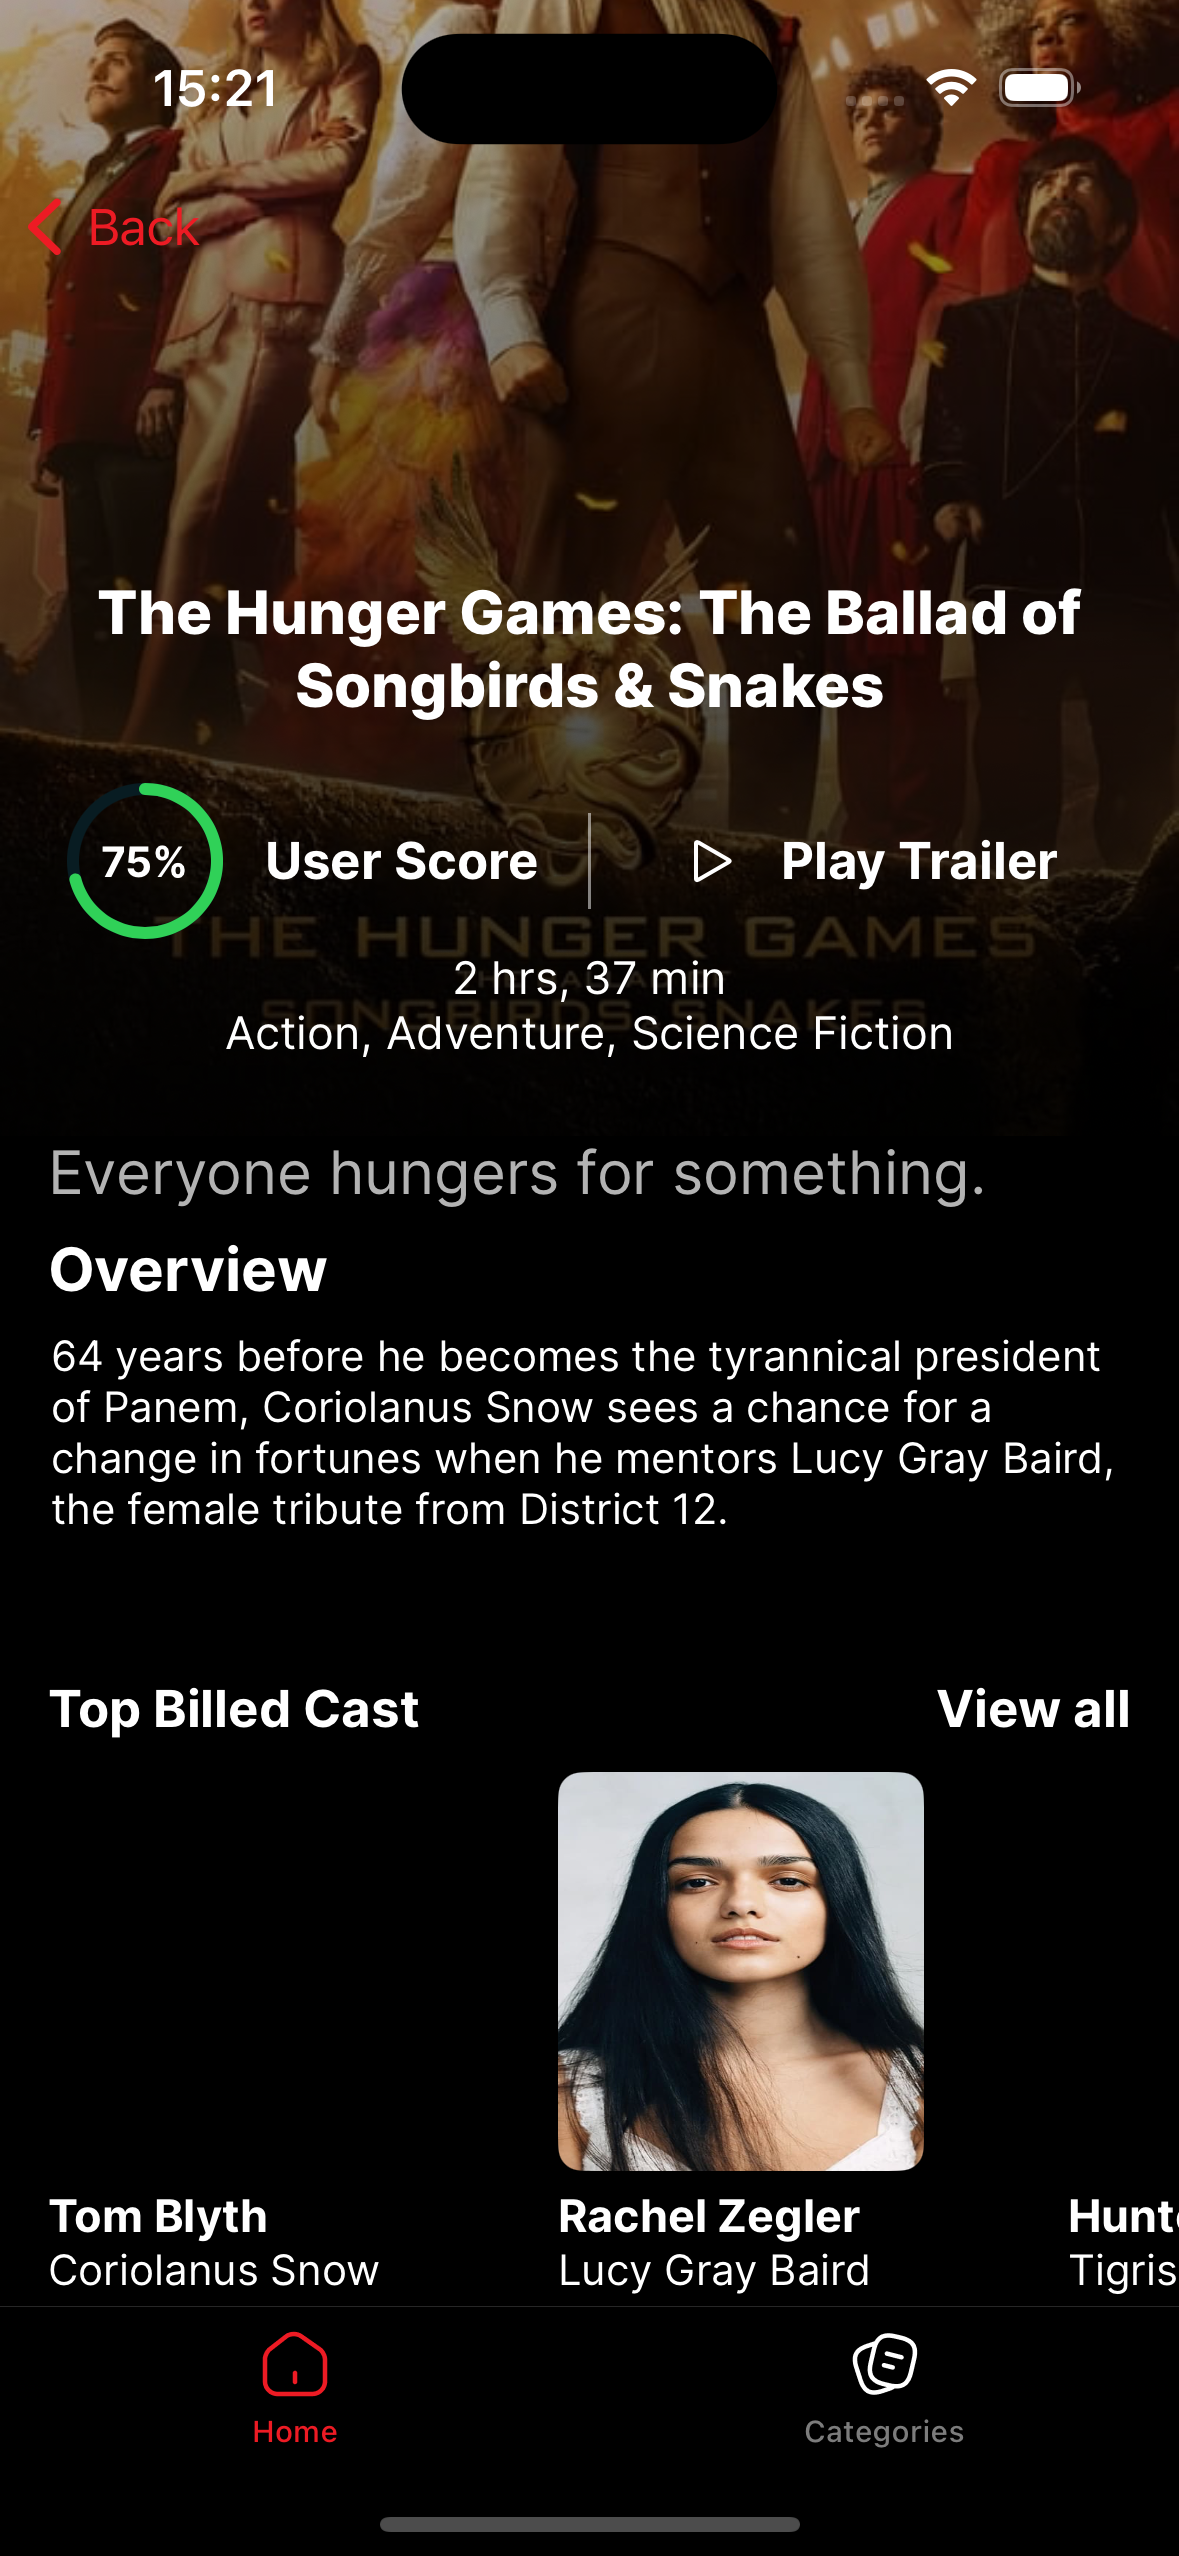 15:21
Back
The Hunger Games: The Ballad of
Songbirds & Snakes
75%
User Score
Play Trailer
THE HUNGER GAMES
2 hrs, 37 min
SONGBIRDS SNAKES
Action, Adventure, Science Fiction
Everyone hungers for something.
Overview
64 years before he becomes the tyrannical president
of Panem, Coriolanus Snow sees a chance for a
change in fortunes when he mentors Lucy Gray Baird,
the female tribute from District 12.
Top Billed Cast
View all
Tom Blyth
Rachel Zegler
Hunt
Coriolanus Snow
Lucy Gray Baird
Tigris
Home
Categories